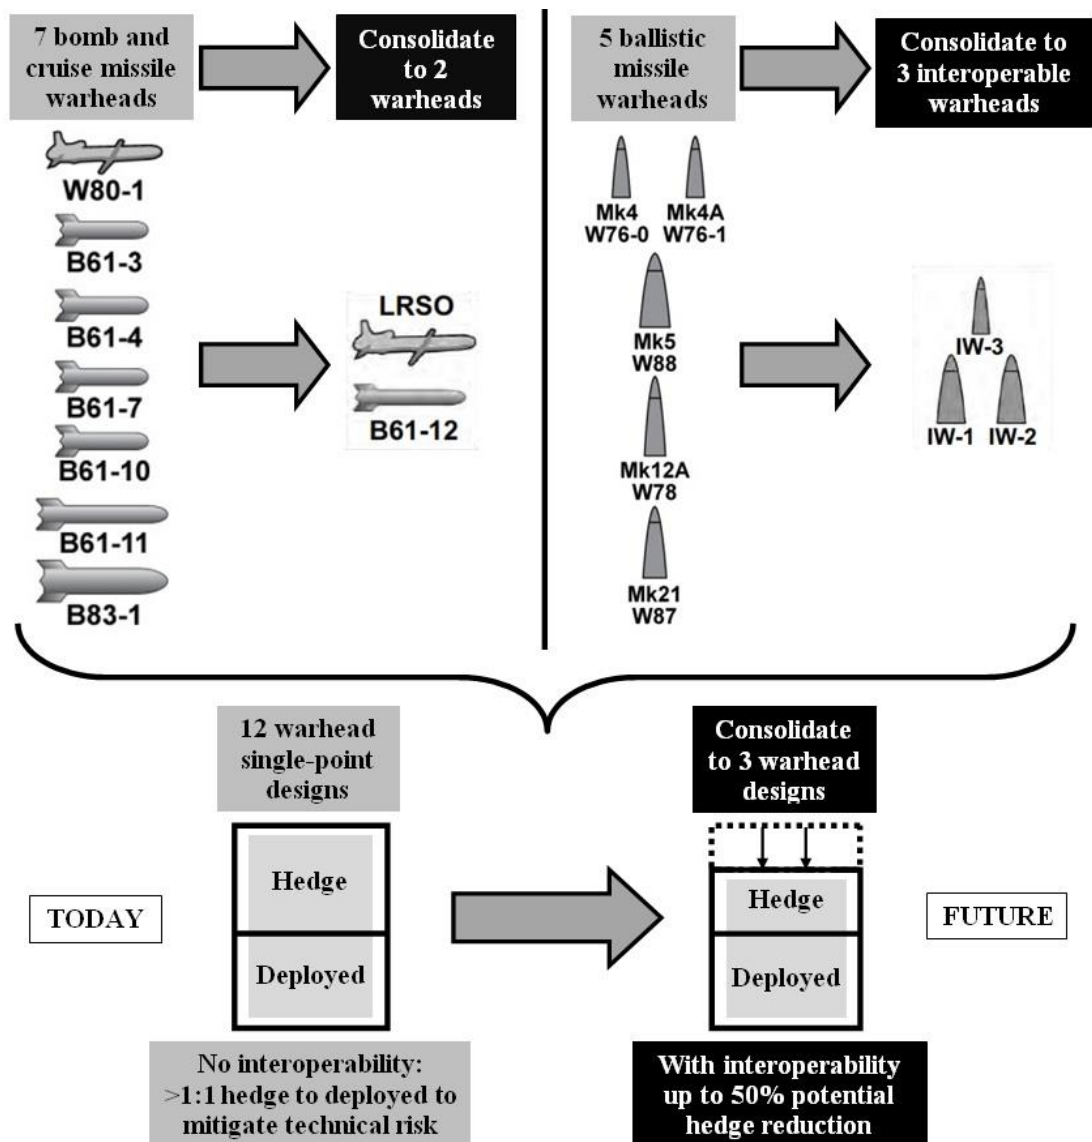 7 bomb and
cruise missile
warheads
Consolidate
to 2
warheads
W80-1
B61-3
B61-4
B61-7
B61-10
B61-11
B83-1
LRSO
B61-12
5 ballistic
missile
warheads
Consolidate to
3 interoperable
warheads
Mk4
W76-0
Mk4A
W76-1
Mk5
W88
Mk12A
W78
Mk21
W87
IW-3
IW-1
IW-2
12 warhead
single-point
designs
Consolidate
to 3 warhead
designs
TODAY
Hedge
Deployed
Hedge
Deployed
FUTURE
No interoperability:
>1:1 hedge to deployed to
mitigate technical risk
With interoperability
up to 50% potential
hedge reduction